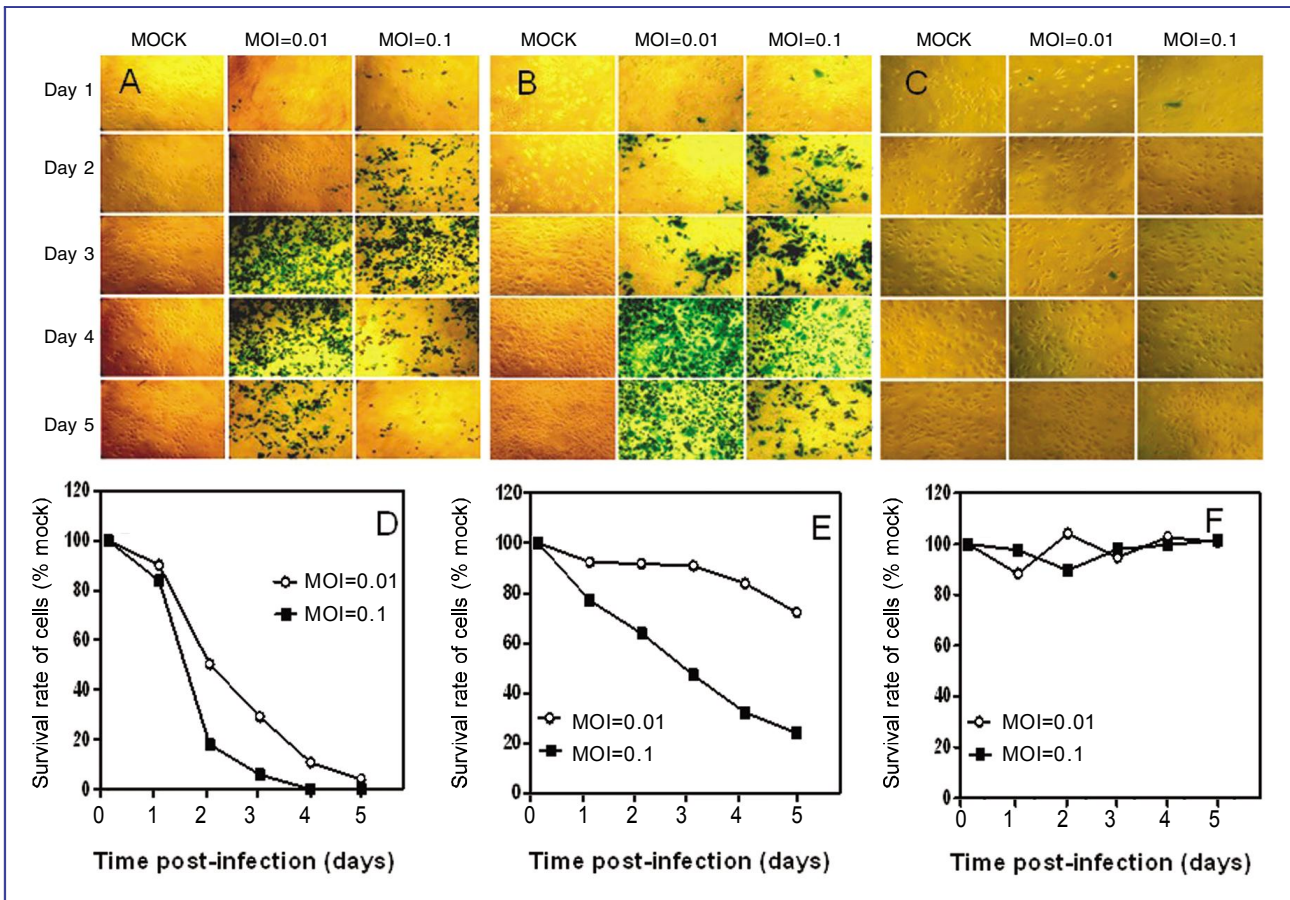 MOCK MOI=0.01 MOI=0.1 MOCK MOI=0.01 MOI=0.1 MOCK MOI=0.01 MOI=0.1
A B C
Day 1
Day 2
Day 3
Day 4
Day 5
Survival rate of cells (% mock)
120
100
80
60
40
20
0
D
MOI=0.01
MOI=0.1
0 1 2 3 4 5
Time post-infection (days)
Survival rate of cells (% mock)
120
100
80
60
40
20
0
E
MOI=0.01
MOI=0.1
0 1 2 3 4 5
Time post-infection (days)
Survival rate of cells (% mock)
120
100
80
60
40
20
0
F
MOI=0.01
MOI=0.1
0 1 2 3 4 5
Time post-infection (days)